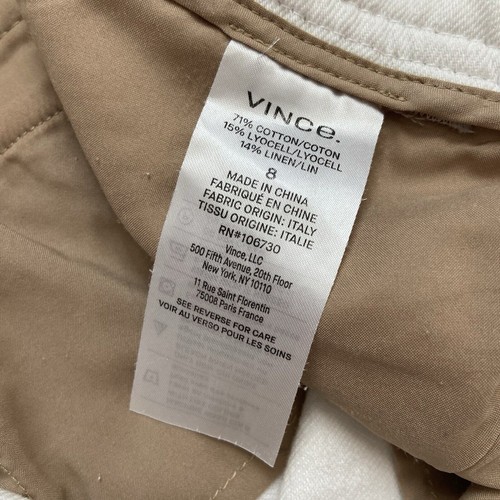 VINCE.
71% COTTON/COTON
15% LYOCELL/LYOCELL
14% LINEN/LIN
8
MADE IN CHINA
FABRIQUÉ EN CHINE
FABRIC ORIGIN: ITALY
TISSU ORIGINE: ITALIE
RN#106730
Vince, LLC
500 Fifth Avenue, 20th Floor
New York, NY 10110
11 Rue Saint Florentin
75008 Paris France
SEE REVERSE FOR CARE
VOIR AU VERSO POUR LES SOINS